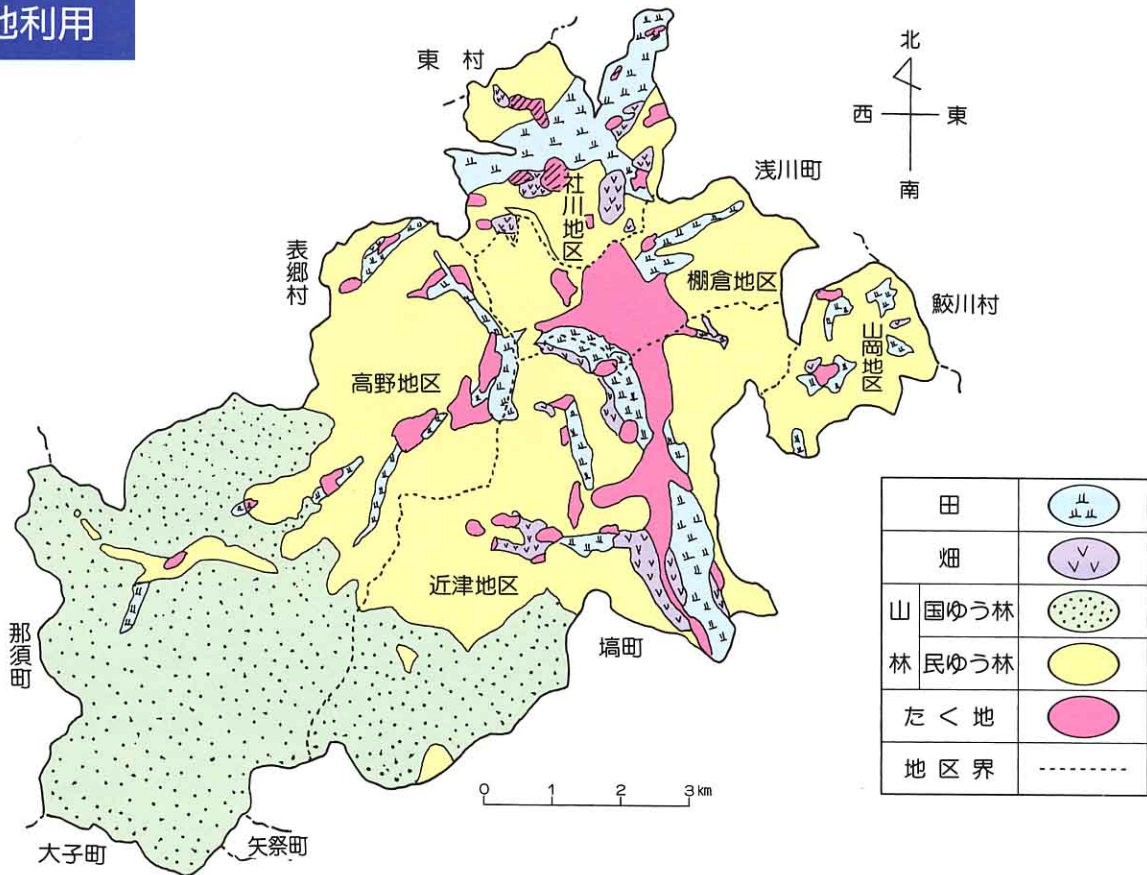 地利用
東村
北
西
東
南
浅川町
社川地区
表郷村
棚倉地区
鮫川村
山岡地区
高野地区
近津地区
塙町
那須町
大子町
矢祭町
0 1 2 3km
田
畑
山林
国ゆう林
民ゆう林
たく地
地区界